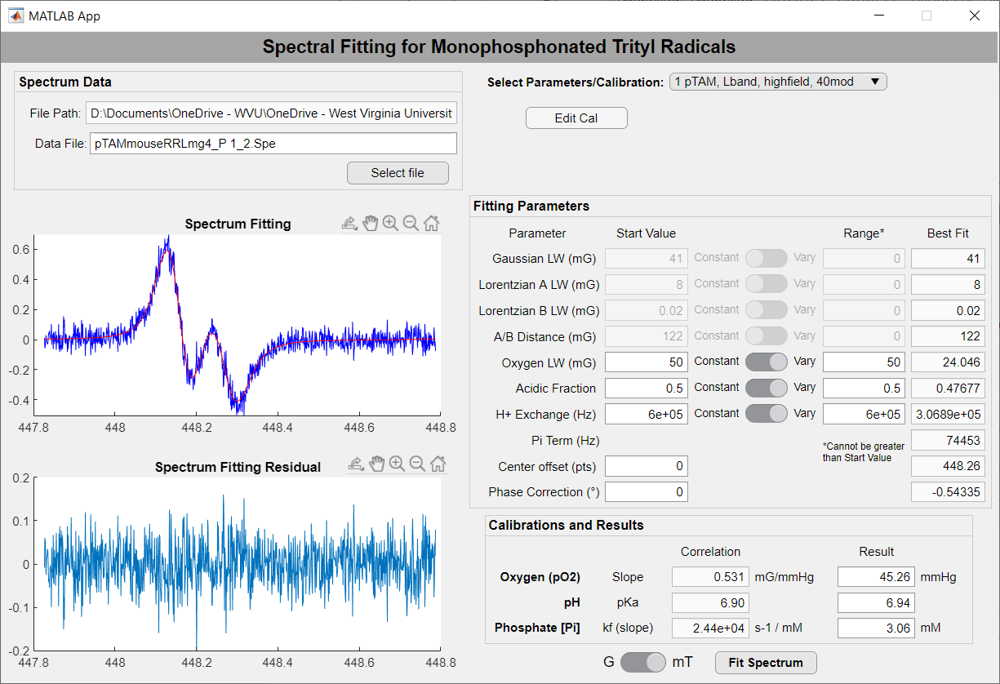 MATLAB App
Spectral Fitting for Monophosphonated Trityl Radicals
Spectrum Data
File Path: D:\Documents\OneDrive - WVU\OneDrive - West Virginia Universit
Data File: pTAMmouseRRLmg4_P 1_2.Spe
Select file
Select Parameters/Calibration: 1 pTAM, Lband, highfield, 40mod
Edit Cal
Spectrum Fitting
0.6
0.4
0.2
0
-0.2
-0.4
447.8 448 448.2 448.4 448.6 448.8
Spectrum Fitting Residual
0.2
0.1
0
-0.1
-0.2
447.8 448 448.2 448.4 448.6 448.8
Fitting Parameters
Parameter Start Value Range* Best Fit
Gaussian LW (mG) 41 Constant Vary 0 41
Lorentzian A LW (mG) 8 Constant Vary 0 8
Lorentzian B LW (mG) 0.02 Constant Vary 0 0.02
A/B Distance (mG) 122 Constant Vary 0 122
Oxygen LW (mG) 50 Constant Vary 50 24.046
Acidic Fraction 0.5 Constant Vary 0.5 0.47677
H+ Exchange (Hz) 6e+05 Constant Vary 6e+05 3.0689e+05
Pi Term (Hz) 74453
*Cannot be greater
than Start Value
Center offset (pts) 0 448.26
Phase Correction (°) 0 -0.54335
Calibrations and Results
Correlation Result
Oxygen (pO2) Slope 0.531 mG/mmHg 45.26 mmHg
pH pKa 6.90 6.94
Phosphate [Pi] kf (slope) 2.44e+04 s-1 / mM 3.06 mM
G mT Fit Spectrum